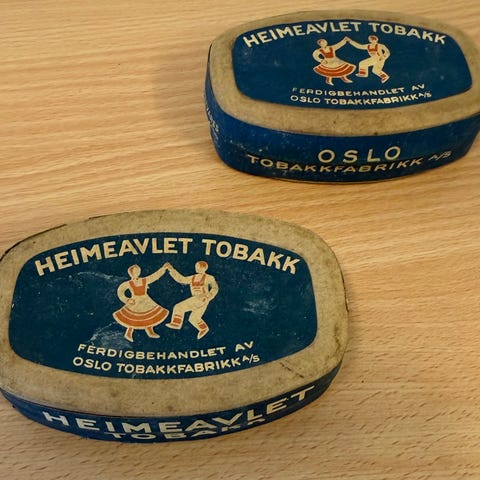 HEIMEAVLET TOBAKK
FERDIGBEHANDLET AV
OSLO TOBAKKFABRIKK A/S
OSLO
TOBAKKFABRIKK A/S
HEIMEAVLET TOBAKK
FERDIGBEHANDLET AV
OSLO TOBAKKFABRIKK A/S
HEIMEAVLET
TOBAKK